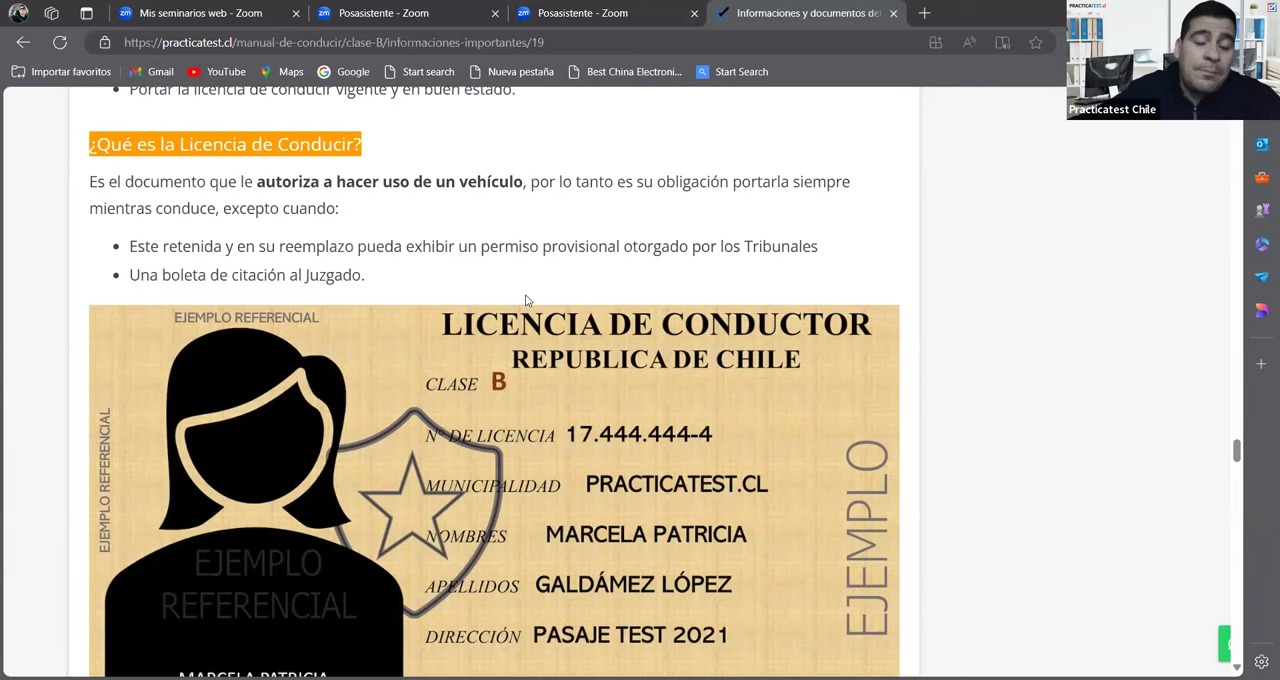 Mis seminarios web - Zoom
Posasistente - Zoom
Posasistente - Zoom
Informaciones y documentos de
https://practicatest.cl/manual-de-conducir/clase-B/informaciones-importantes/19
Importar favoritos
Gmail
YouTube
Maps
Google
Start search
Nueva pestaña
Best China Electroni...
Start Search
PRACTICATEST.cl
Practicatest Chile
Portar la licencia de conducir vigente y en buen estado.
¿Qué es la Licencia de Conducir?
Es el documento que le autoriza a hacer uso de un vehículo, por lo tanto es su obligación portarla siempre
mientras conduce, excepto cuando:
Este retenida y en su reemplazo pueda exhibir un permiso provisional otorgado por los Tribunales
Una boleta de citación al Juzgado.
EJEMPLO REFERENCIAL
LICENCIA DE CONDUCTOR
REPUBLICA DE CHILE
CLASE B
N° DE LICENCIA 17.444.444-4
MUNICIPALIDAD PRACTICATEST.CL
NOMBRES MARCELA PATRICIA
APELLIDOS GALDÁMEZ LÓPEZ
DIRECCIÓN PASAJE TEST 2021
EJEMPLO REFERENCIAL
EJEMPLO
REFERENCIAL
EJEMPLO
MARCELA PATRICIA